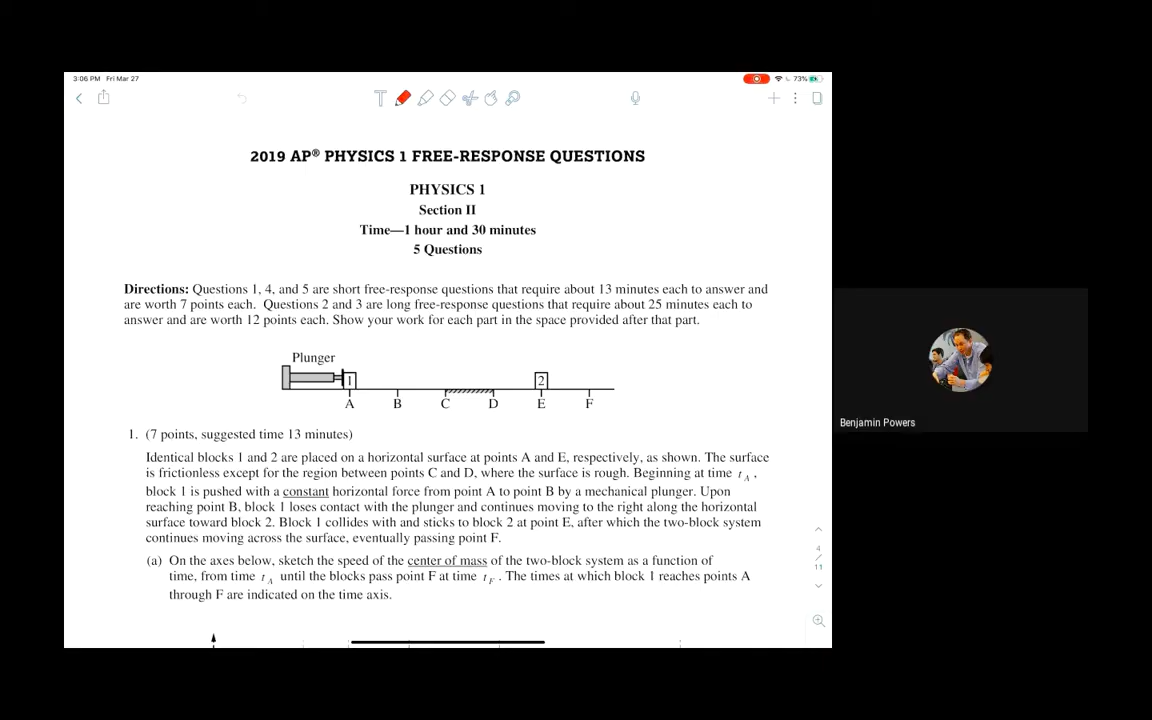 3:06 PM Fri Mar 27
73%
2019 AP® PHYSICS 1 FREE-RESPONSE QUESTIONS
PHYSICS 1
Section II
Time—1 hour and 30 minutes
5 Questions
Directions: Questions 1, 4, and 5 are short free-response questions that require about 13 minutes each to answer and
are worth 7 points each. Questions 2 and 3 are long free-response questions that require about 25 minutes each to
answer and are worth 12 points each. Show your work for each part in the space provided after that part.
Plunger
1 2
A B C D E F
1. (7 points, suggested time 13 minutes)
Identical blocks 1 and 2 are placed on a horizontal surface at points A and E, respectively, as shown. The surface
is frictionless except for the region between points C and D, where the surface is rough. Beginning at time t_A,
block 1 is pushed with a constant horizontal force from point A to point B by a mechanical plunger. Upon
reaching point B, block 1 loses contact with the plunger and continues moving to the right along the horizontal
surface toward block 2. Block 1 collides with and sticks to block 2 at point E, after which the two-block system
continues moving across the surface, eventually passing point F.
(a) On the axes below, sketch the speed of the center of mass of the two-block system as a function of
time, from time t_A until the blocks pass point F at time t_F. The times at which block 1 reaches points A
through F are indicated on the time axis.
4
/
11
Benjamin Powers